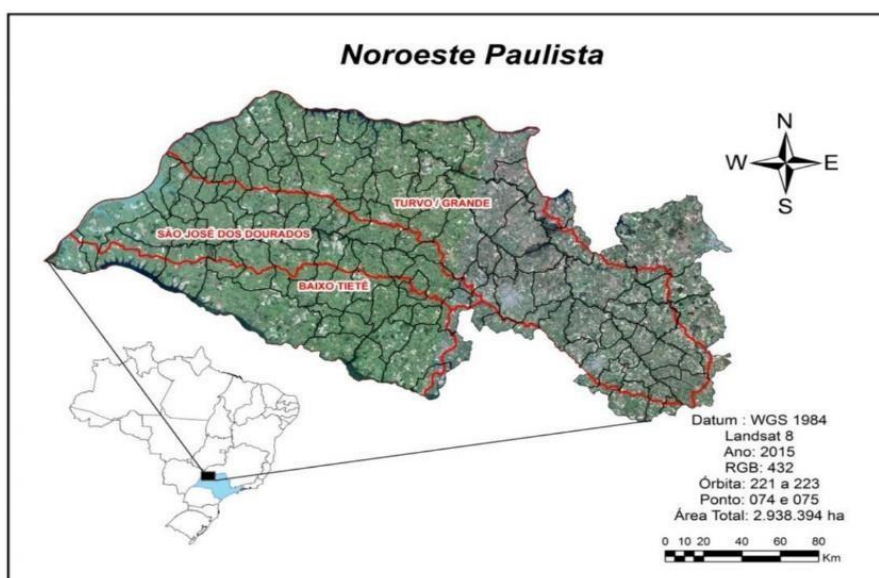 Noroeste Paulista
N
W E
S
TURVO / GRANDE
SÃO JOSÉ DOS DOURADOS
BAIXO TIETÊ
Datum : WGS 1984
Landsat 8
Ano: 2015
RGB: 432
Órbita: 221 a 223
Ponto: 074 e 075
Área Total: 2.938.394 ha
0 10 20 40 60 80
Km